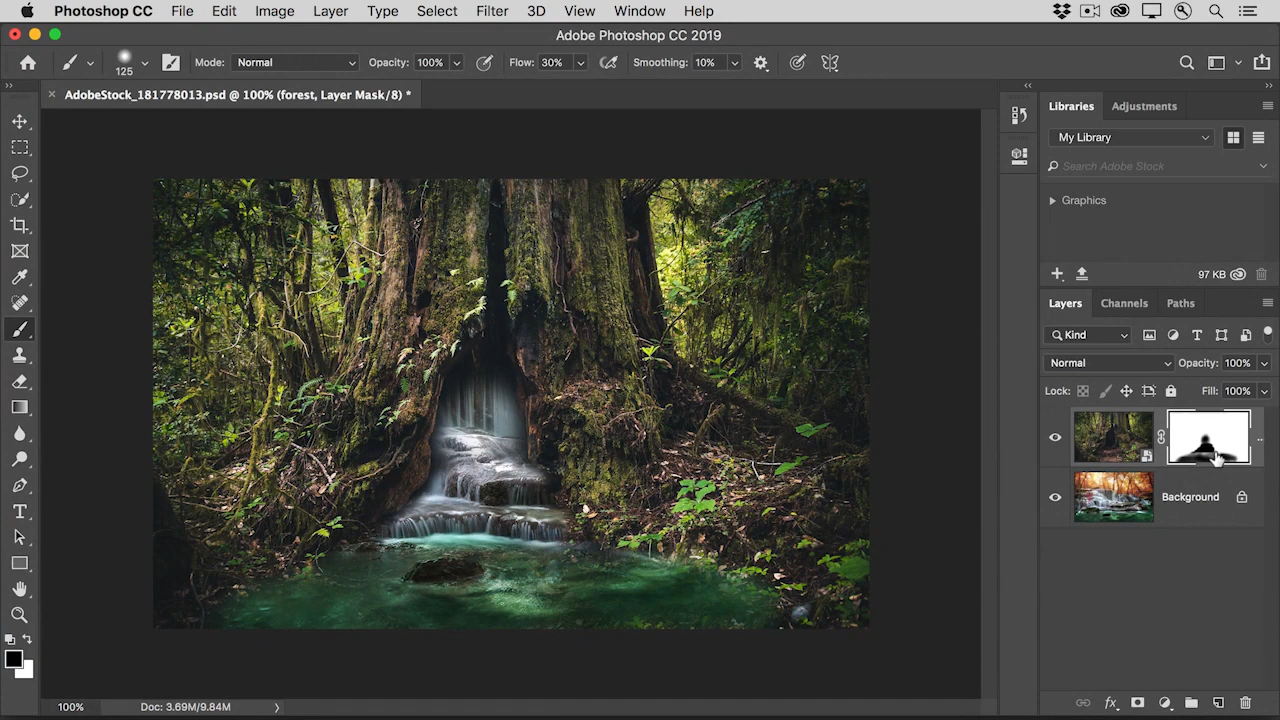 Photoshop CC File Edit Image Layer Type Select Filter 3D View Window Help
Adobe Photoshop CC 2019
125 Mode: Normal Opacity: 100% Flow: 30% Smoothing: 10%
AdobeStock_181778013.psd @ 100% (forest, Layer Mask/8) *
Libraries Adjustments
My Library
Search Adobe Stock
Graphics
97 KB
Layers Channels Paths
Kind
Normal Opacity: 100%
Lock: Fill: 100%
Background
fx
100% Doc: 3.69M/9.84M